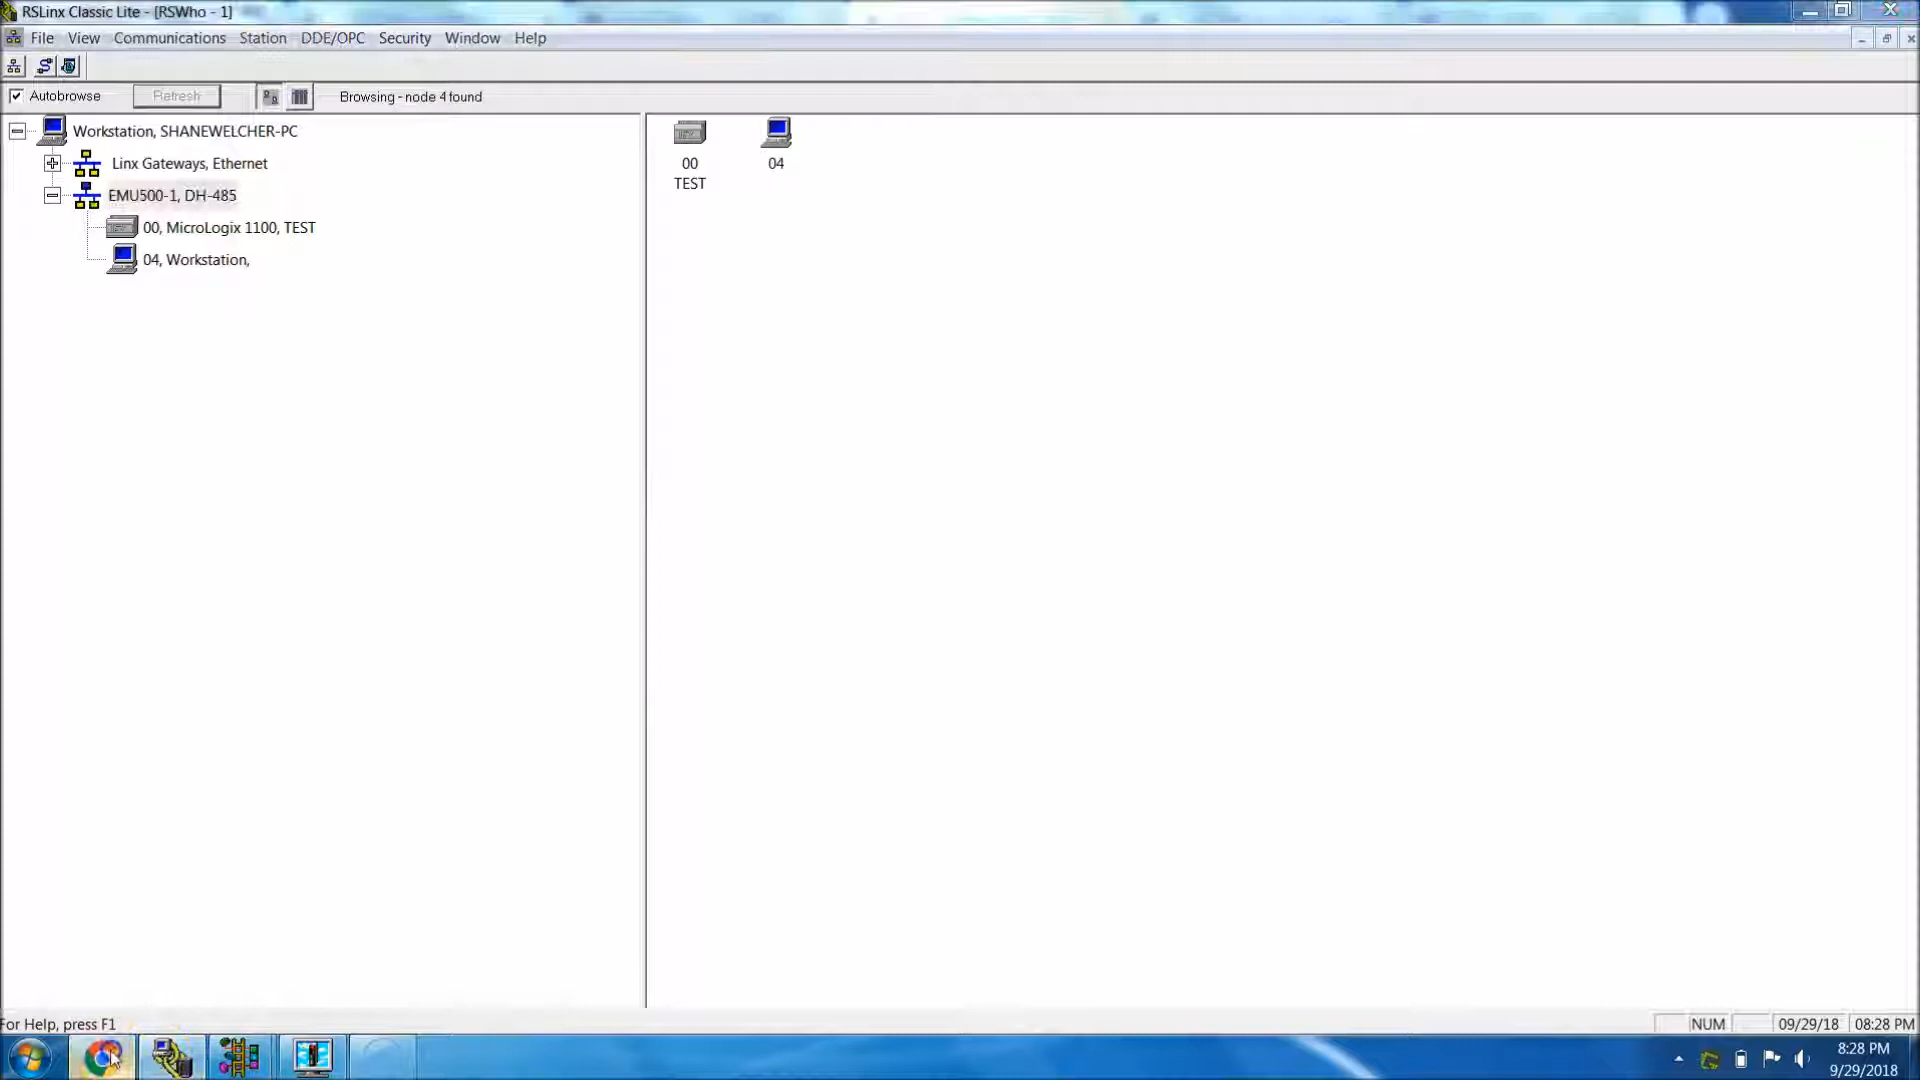 RSLinx Classic Lite - [RSWho - 1]
File View Communications Station DDE/OPC Security Window Help
Autobrowse Refresh Browsing - node 4 found
Workstation, SHANEWELCHER-PC
Linx Gateways, Ethernet
EMU500-1, DH-485
00, MicroLogix 1100, TEST
04, Workstation,
00
TEST
04
For Help, press F1
NUM 09/29/18 08:28 PM
8:28 PM
9/29/2018